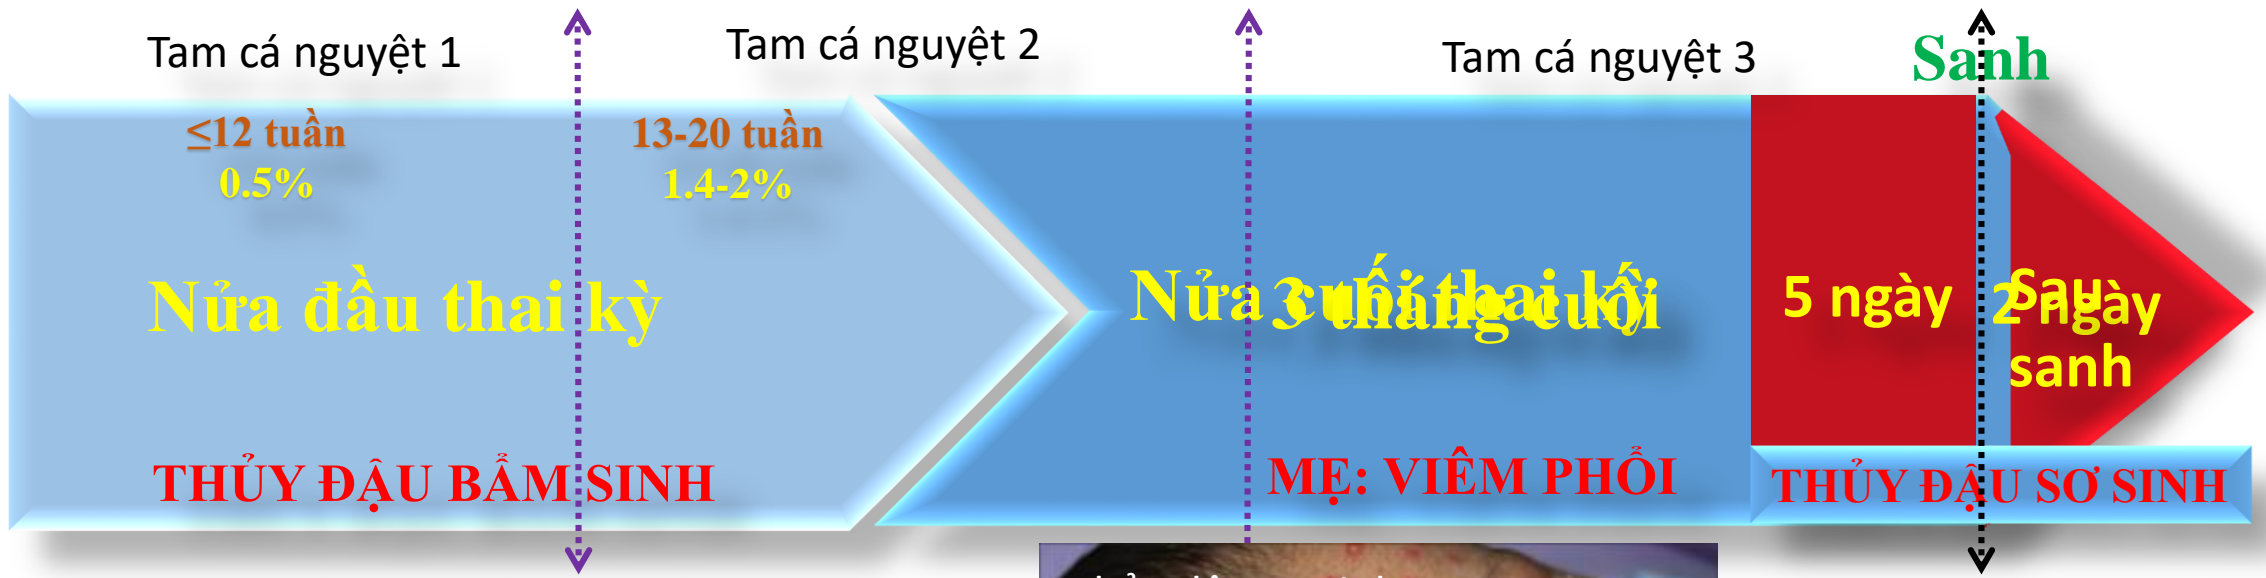 Tam cá nguyệt 1
Tam cá nguyệt 2
Tam cá nguyệt 3
Sanh
≤12 tuần
0.5%
13-20 tuần
1.4-2%
Nửa đầu thai kỳ
Nửa cuối thai kỳ
3 tháng cuối
5 ngày
2 ngày
Sau
sanh
THỦY ĐẬU BẨM SINH
MẸ: VIÊM PHỔI
THỦY ĐẬU SƠ SINH